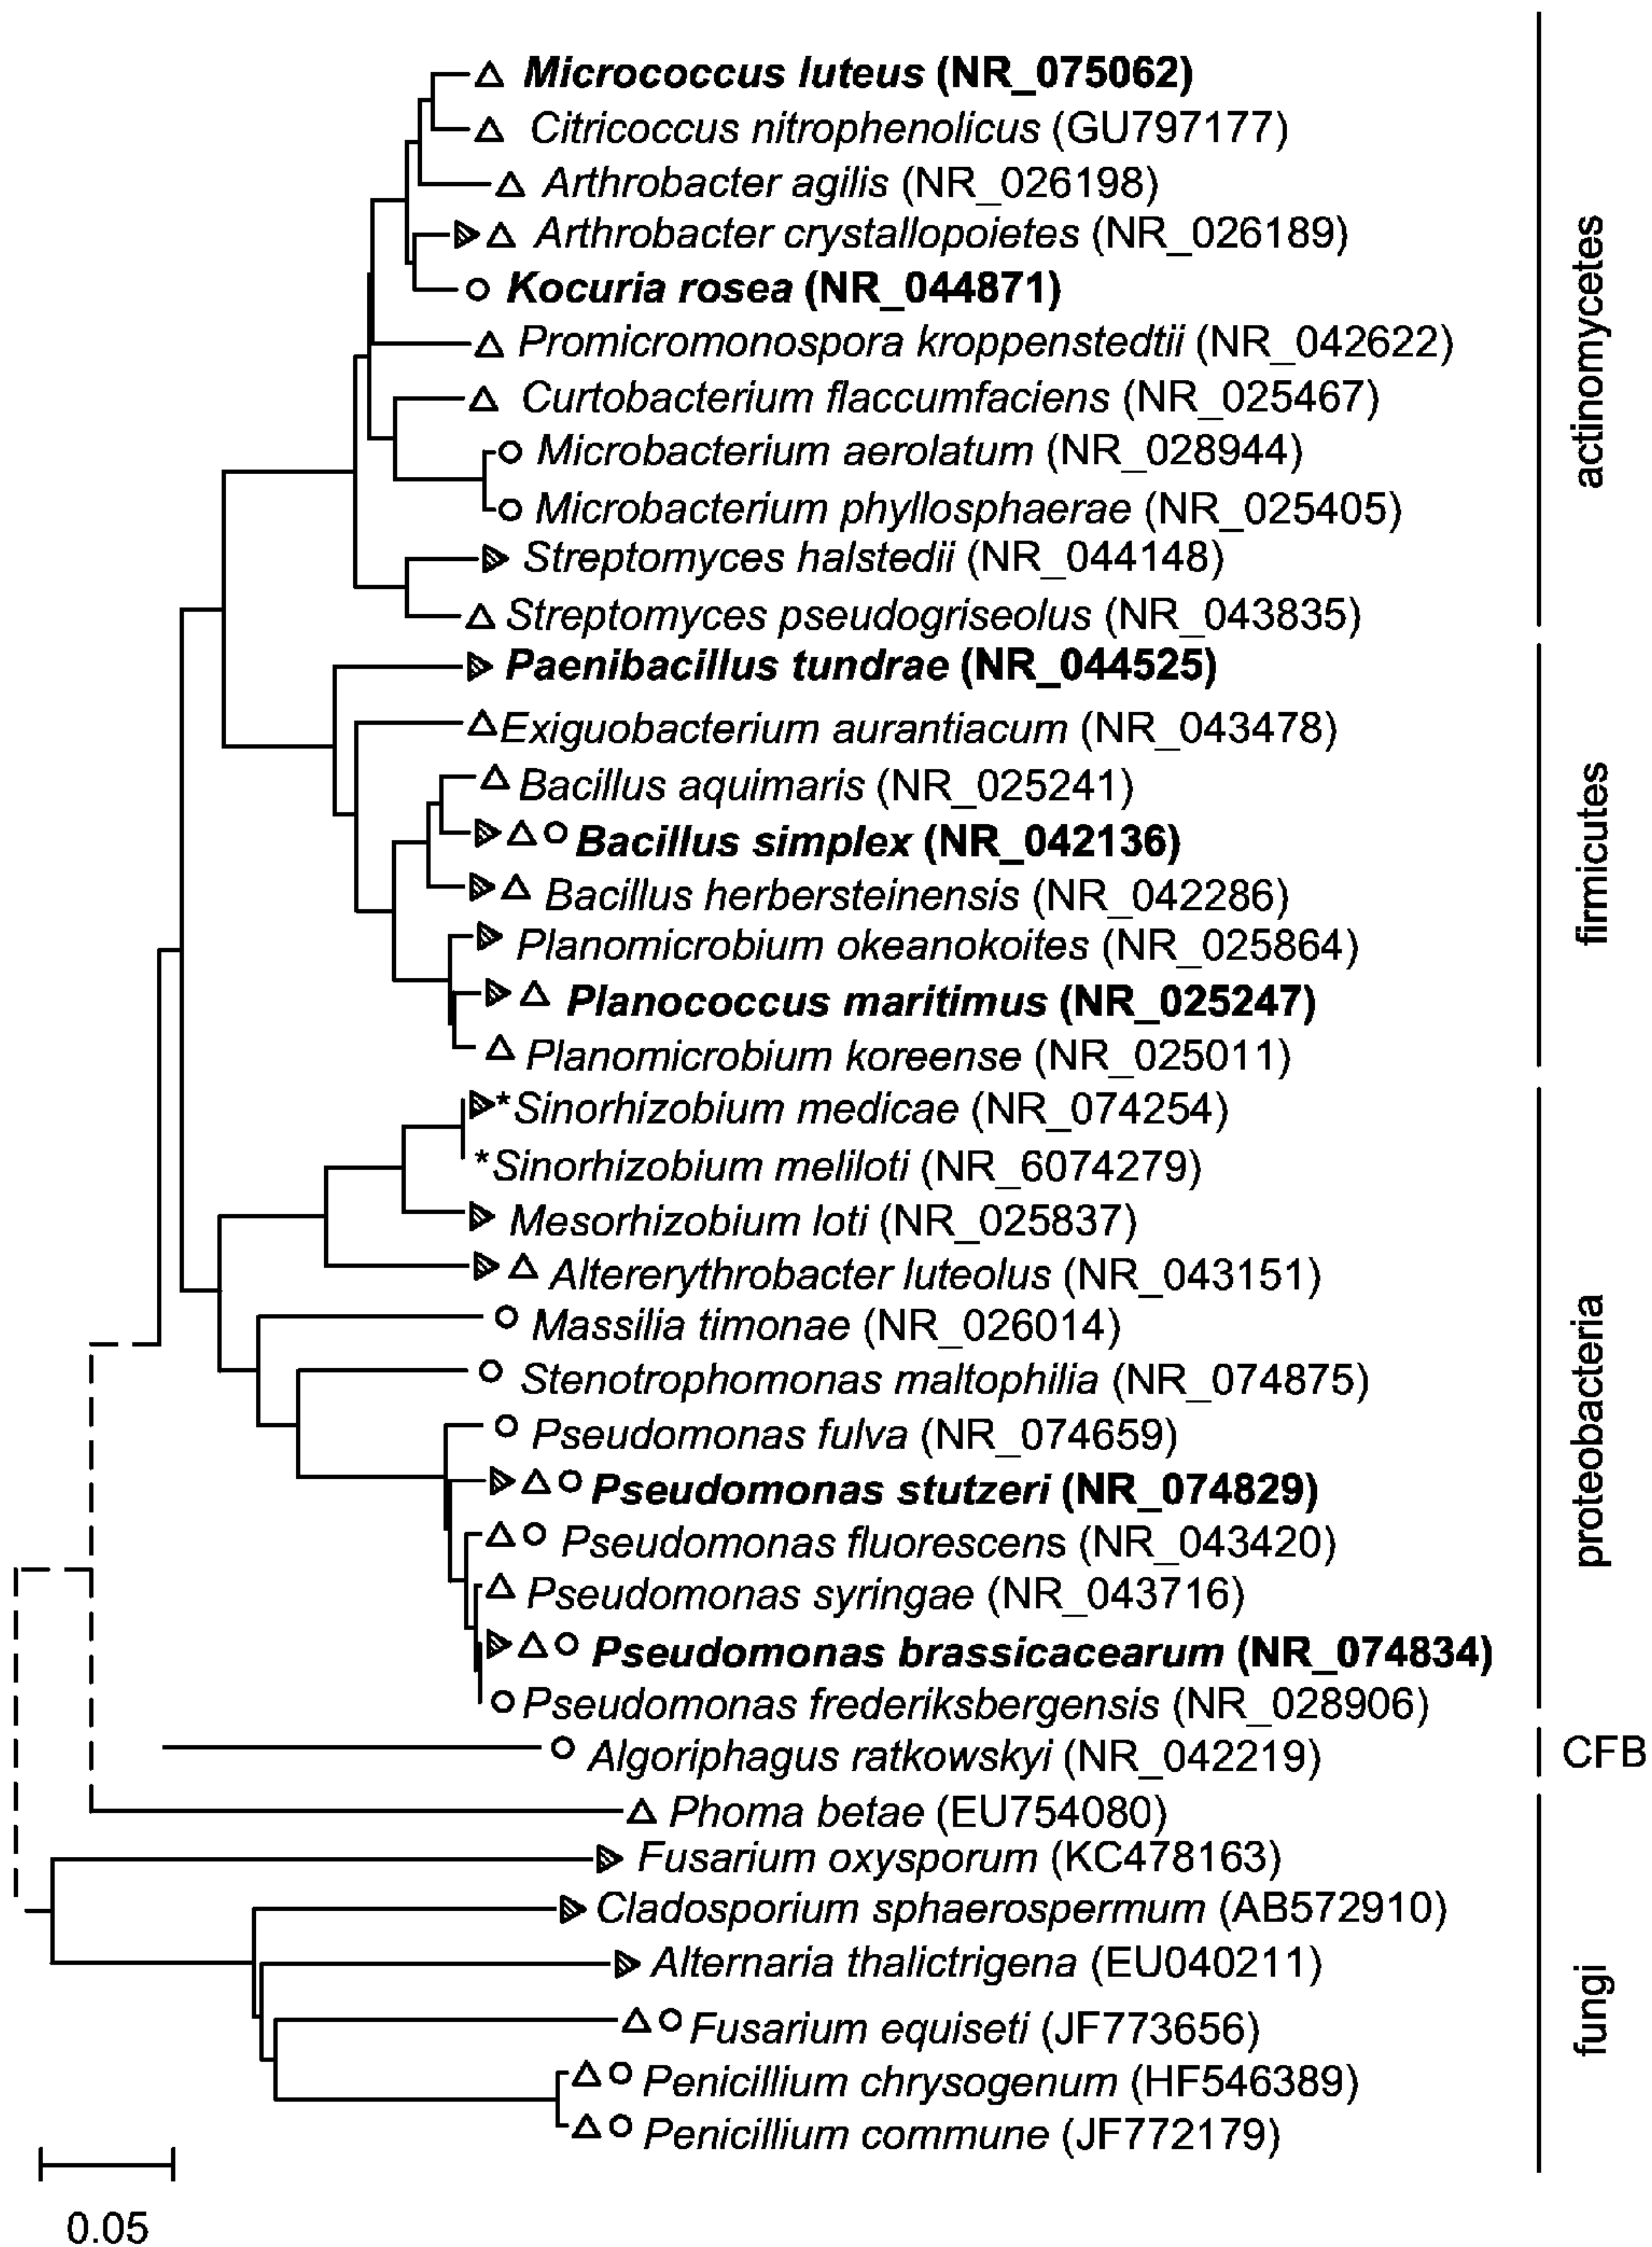 Micrococcus luteus (NR_075062)
Citricoccus nitrophenolicus (GU797177)
Arthrobacter agilis (NR_026198)
Arthrobacter crystallopoietes (NR_026189)
Kocuria rosea (NR_044871)
Promicromonospora kroppenstedtii (NR_042622)
Curtobacterium flaccumfaciens (NR_025467)
Microbacterium aerolatum (NR_028944)
Microbacterium phyllosphaerae (NR_025405)
Streptomyces halstedii (NR_044148)
Streptomyces pseudogriseolus (NR_043835)
actinomycetes
Paenibacillus tundrae (NR_044525)
Exiguobacterium aurantiacum (NR_043478)
Bacillus aquimaris (NR_025241)
Bacillus simplex (NR_042136)
Bacillus herbersteinensis (NR_042286)
Planomicrobium okeanokoites (NR_025864)
Planococcus maritimus (NR_025247)
Planomicrobium koreense (NR_025011)
firmicutes
*Sinorhizobium medicae (NR_074254)
*Sinorhizobium meliloti (NR_6074279)
Mesorhizobium loti (NR_025837)
Altererythrobacter luteolus (NR_043151)
Massilia timonae (NR_026014)
Stenotrophomonas maltophilia (NR_074875)
Pseudomonas fulva (NR_074659)
Pseudomonas stutzeri (NR_074829)
Pseudomonas fluorescens (NR_043420)
Pseudomonas syringae (NR_043716)
Pseudomonas brassicacearum (NR_074834)
Pseudomonas frederiksbergensis (NR_028906)
proteobacteria
Algoriphagus ratkowskyi (NR_042219)
CFB
Phoma betae (EU754080)
Fusarium oxysporum (KC478163)
Cladosporium sphaerospermum (AB572910)
Alternaria thalictrigena (EU040211)
Fusarium equiseti (JF773656)
Penicillium chrysogenum (HF546389)
Penicillium commune (JF772179)
fungi
0.05